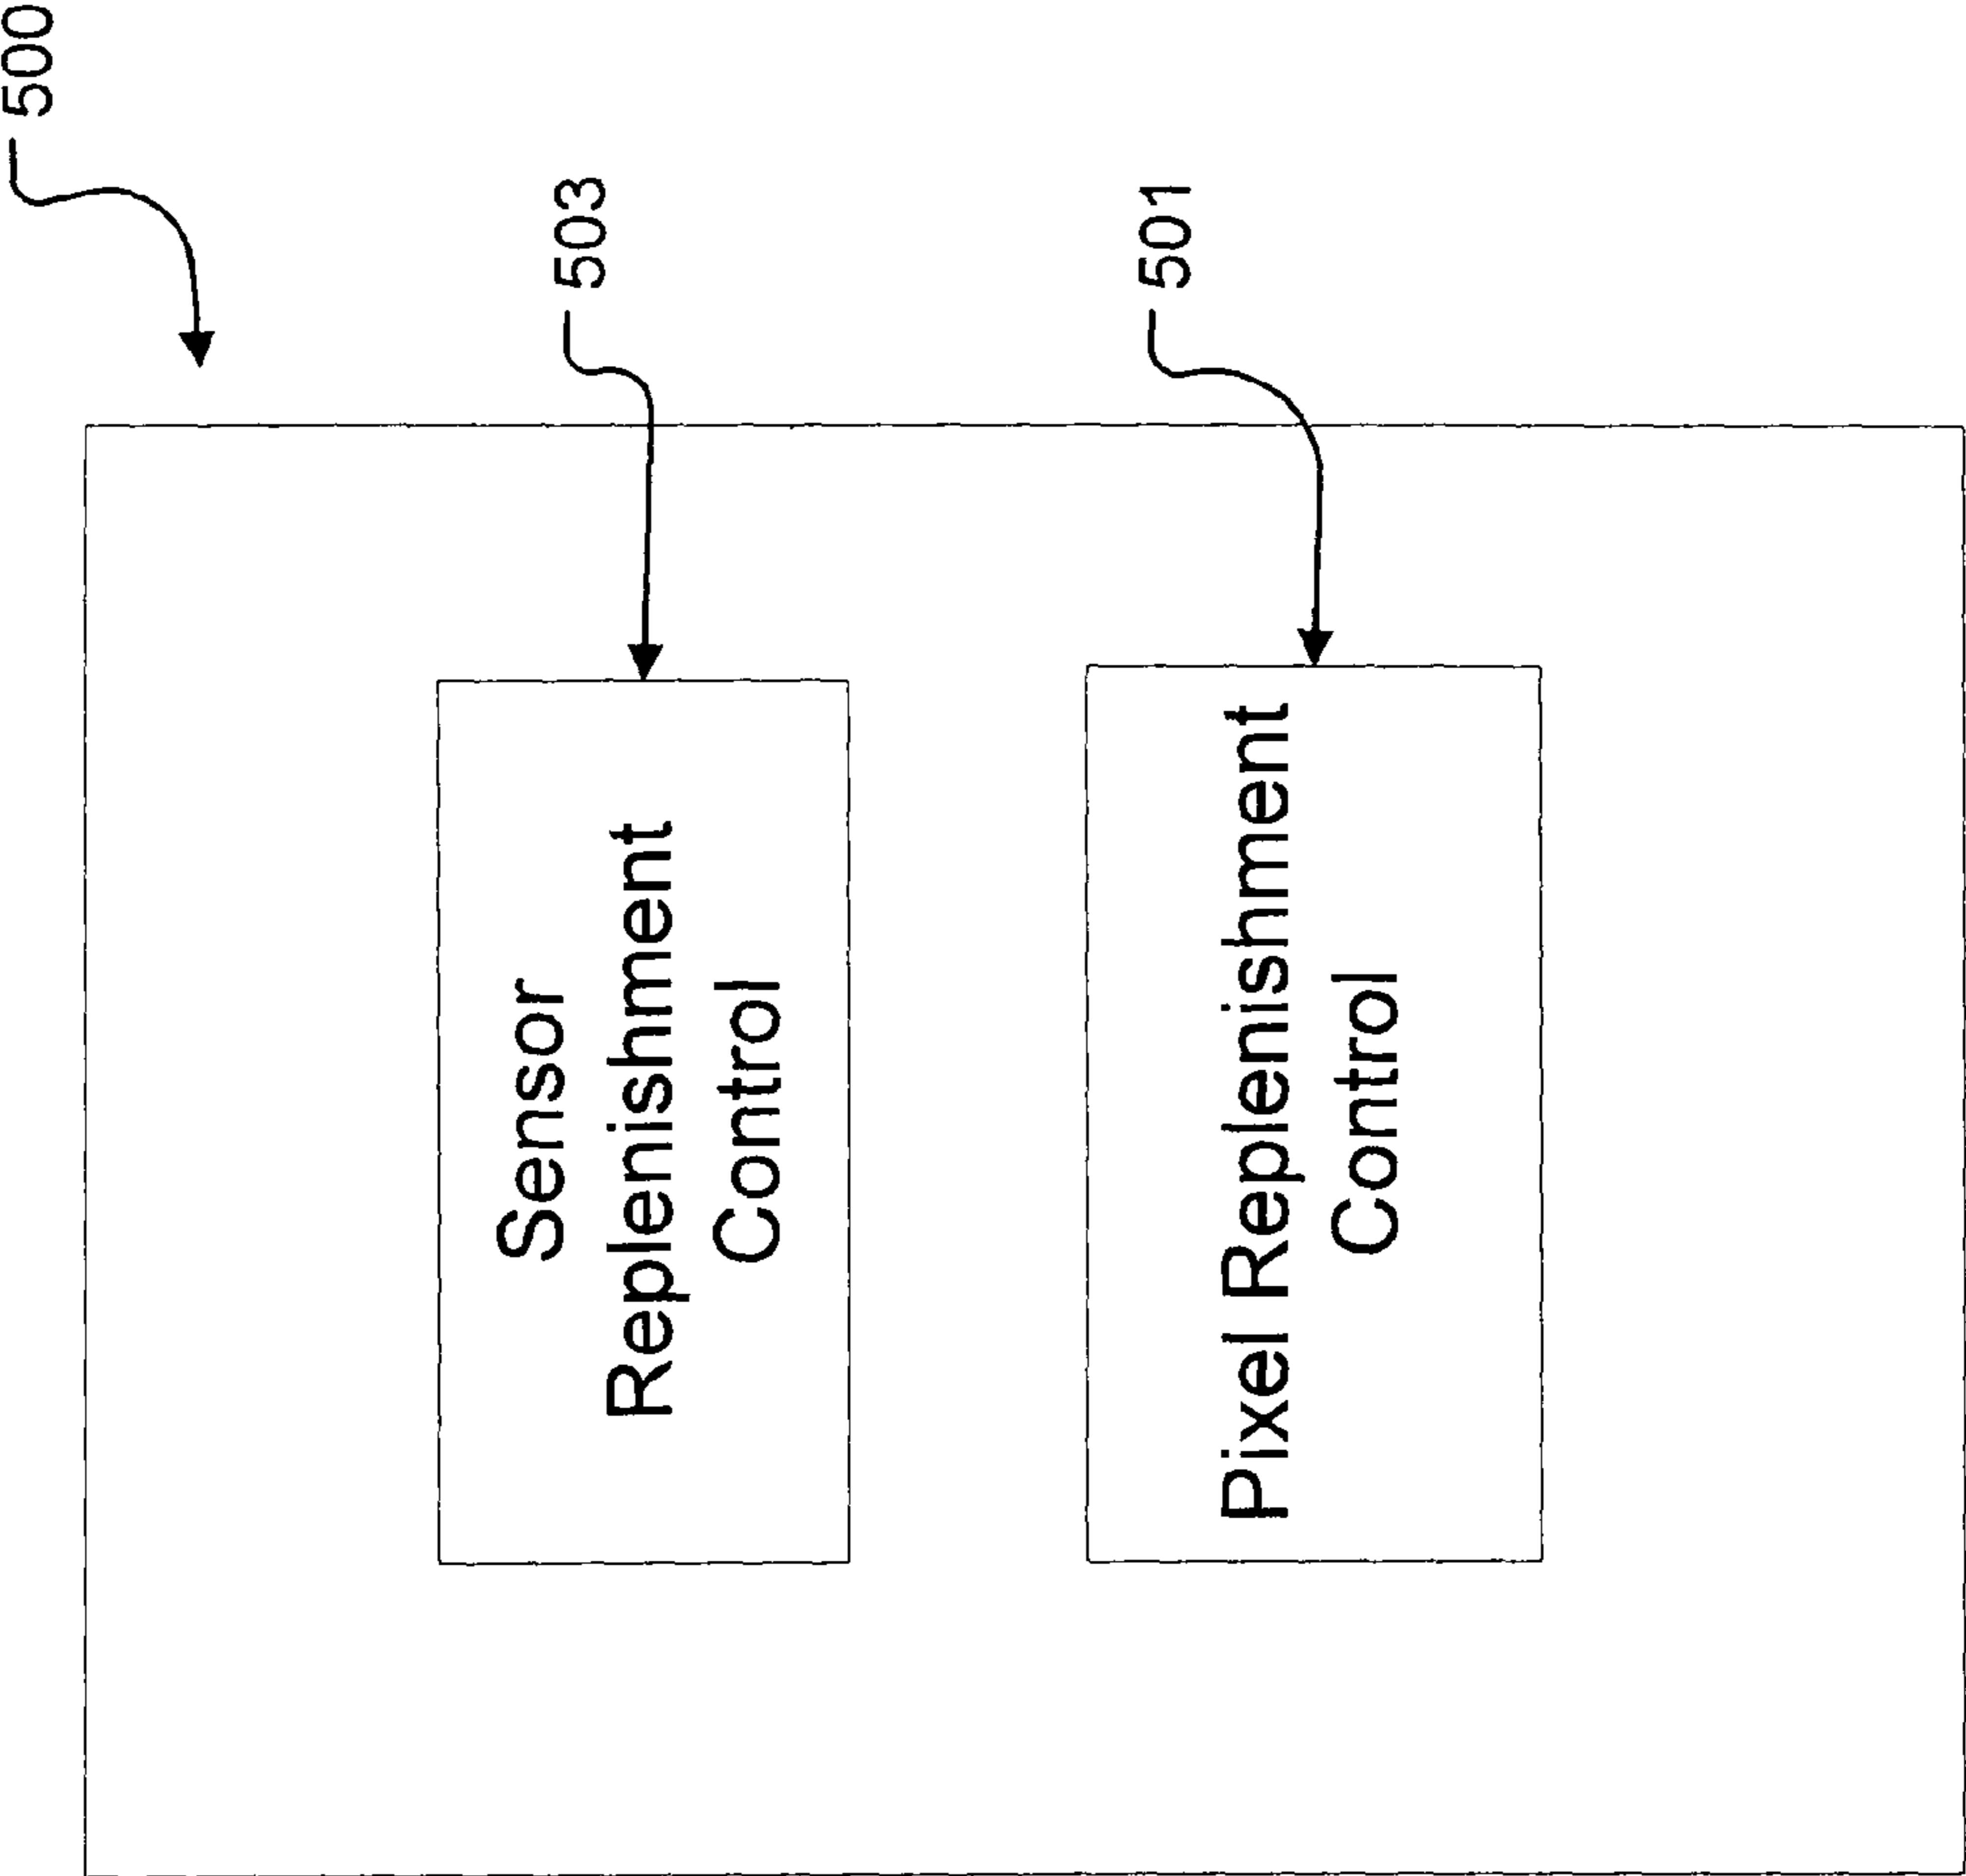 500
Sensor
Replenishment
Control
503
Pixel Replenishment
Control
501